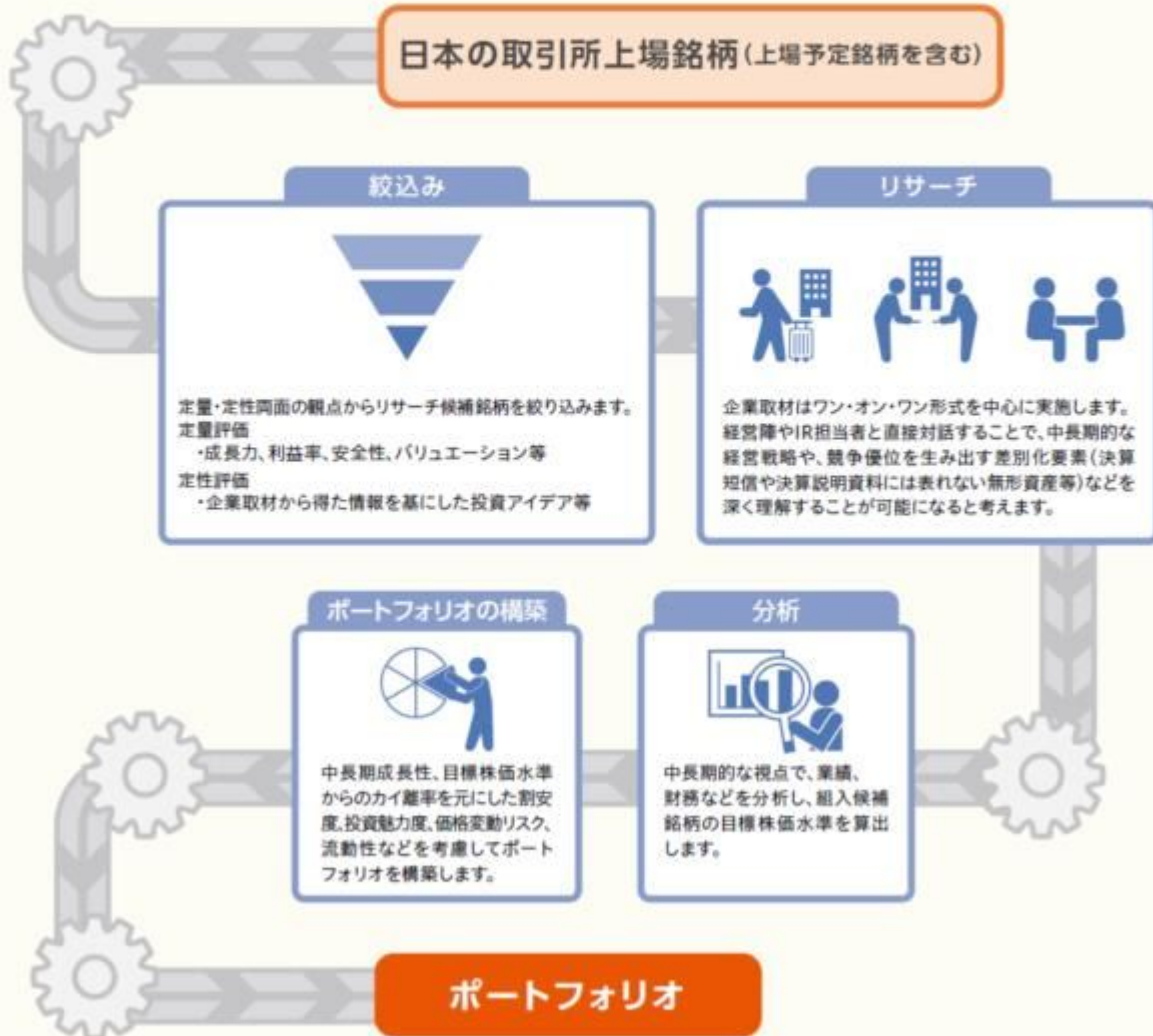 日本の取引所上場銘柄(上場予定銘柄を含む)
絞込み
定量・定性両面の観点からリサーチ候補銘柄を絞り込みます。
定量評価
・成長力、利益率、安全性、バリュエーション等
定性評価
・企業取材から得た情報を基にした投資アイデア等
リサーチ
企業取材はワン・オン・ワン形式を中心に実施します。
経営陣やIR担当者と直接対話することで、中長期的な
経営戦略や、競争優位を生み出す差別化要素(決算
短信や決算説明資料には表れない無形資産等)などを
深く理解することが可能になると考えます。
分析
中長期的な視点で、業績、
財務などを分析し、組入候補
銘柄の目標株価水準を算出
します。
ポートフォリオの構築
中長期成長性、目標株価水準
からのカイ離率を元にした割安
度、投資魅力度、価格変動リスク、
流動性などを考慮してポート
フォリオを構築します。
ポートフォリオ